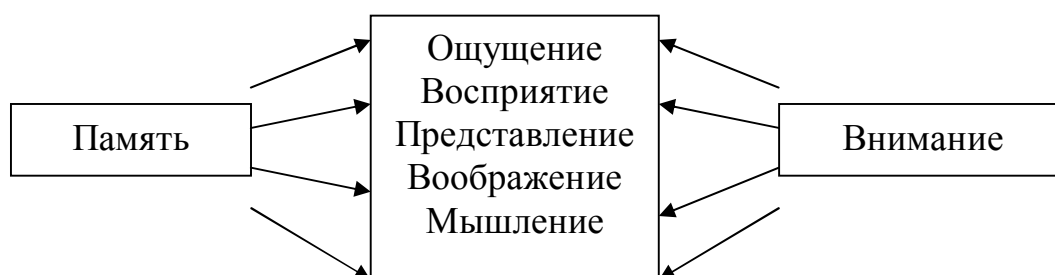 Память
Ощущение
Восприятие
Представление
Воображение
Мышление
Внимание